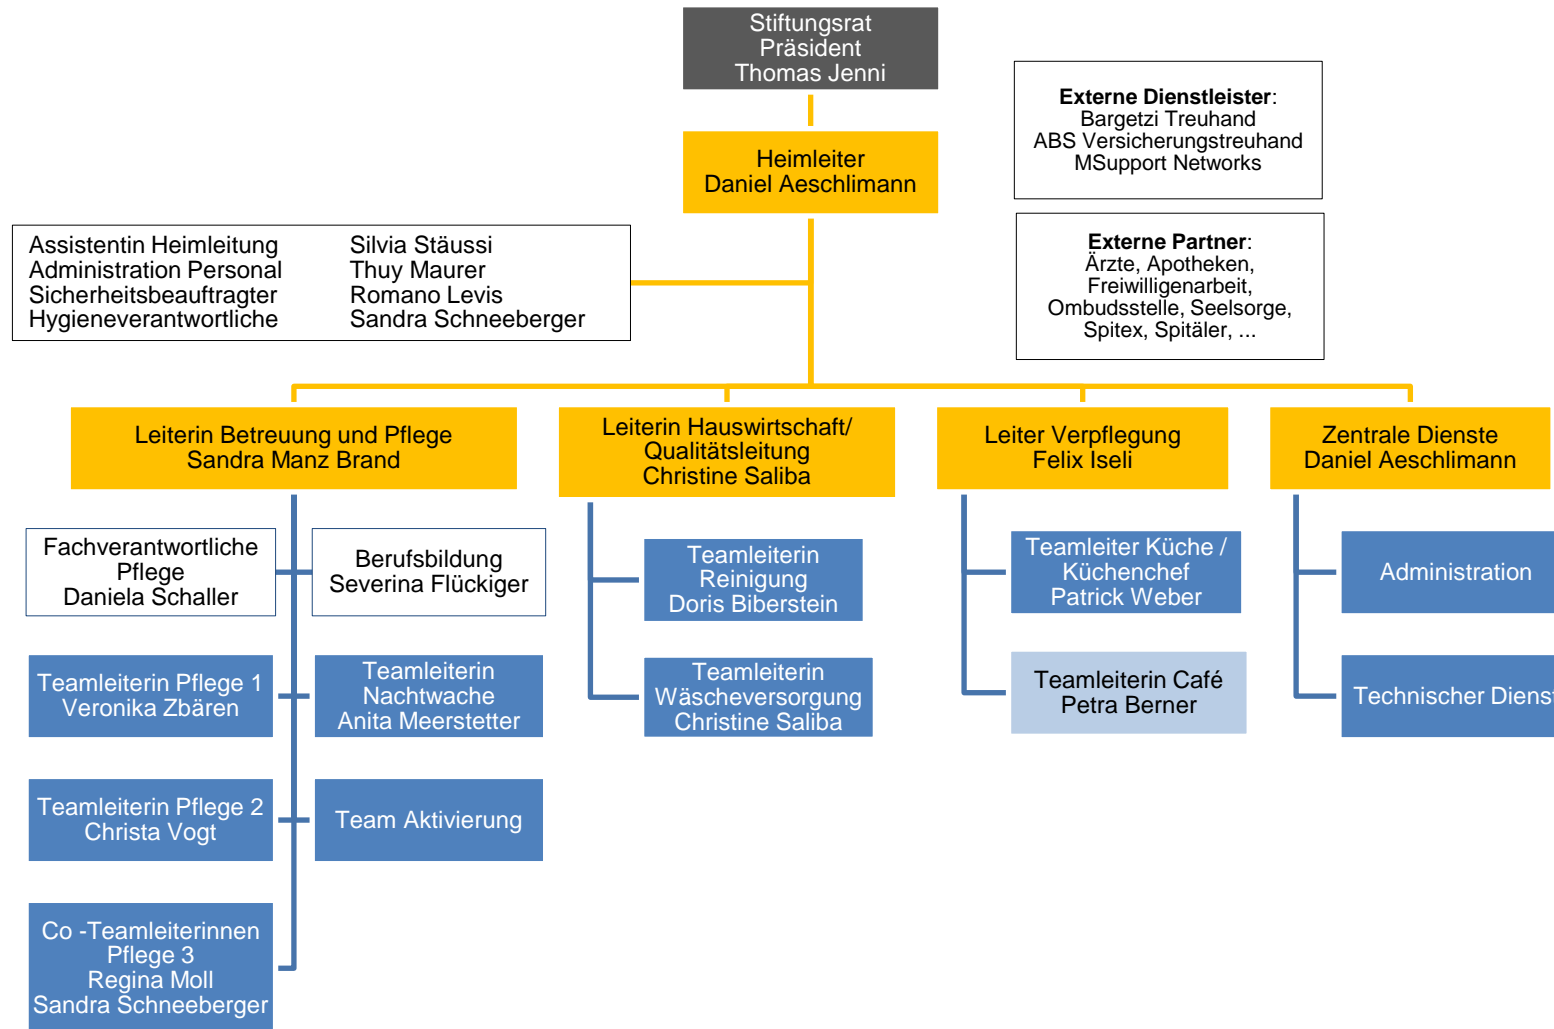 Stiftungsrat
Präsident
Thomas Jenni
Externe Dienstleister:
Bargetzi Treuhand
ABS Versicherungstreuhand
MSupport Networks
Heimleiter
Daniel Aeschlimann
Externe Partner:
Ärzte, Apotheken,
Freiwilligenarbeit,
Ombudsstelle, Seelsorge,
Spitex, Spitäler, ...
Assistentin Heimleitung Silvia Stäussi
Administration Personal Thuy Maurer
Sicherheitsbeauftragter Romano Levis
Hygieneverantwortliche Sandra Schneeberger
Leiterin Betreuung und Pflege
Sandra Manz Brand
Leiterin Hauswirtschaft/
Qualitätsleitung
Christine Saliba
Leiter Verpflegung
Felix Iseli
Zentrale Dienste
Daniel Aeschlimann
Fachverantwortliche
Pflege
Daniela Schaller
Berufsbildung
Severina Flückiger
Teamleiterin
Reinigung
Doris Biberstein
Teamleiter Küche /
Küchenchef
Patrick Weber
Administration
Teamleiterin Pflege 1
Veronika Zbären
Teamleiterin
Nachtwache
Anita Meerstetter
Teamleiterin
Wäscheversorgung
Christine Saliba
Teamleiterin Café
Petra Berner
Technischer Dienst
Teamleiterin Pflege 2
Christa Vogt
Team Aktivierung
Co -Teamleiterinnen
Pflege 3
Regina Moll
Sandra Schneeberger